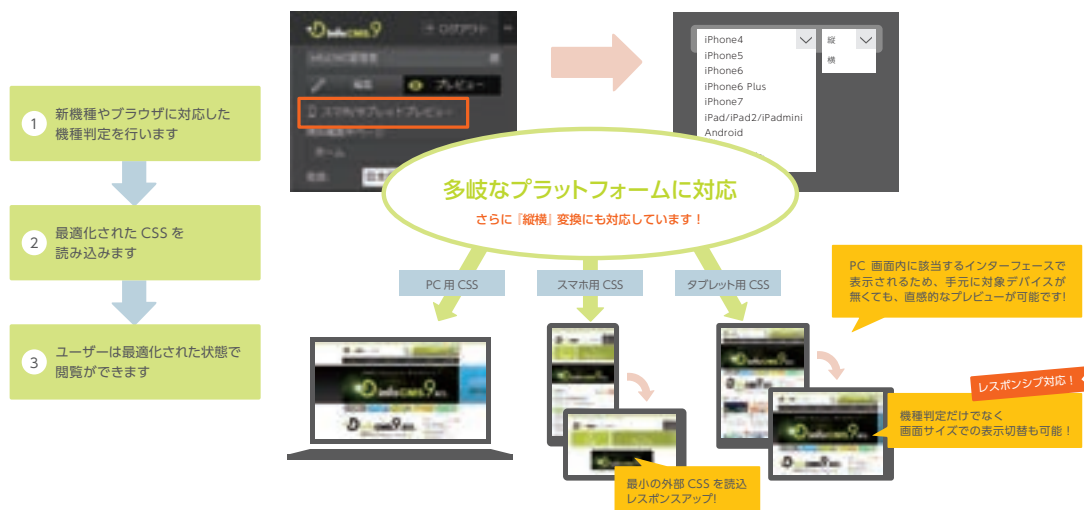 1
新機種やブラウザに対応した
機種判定を行います
2
最適化された CSS を
読み込みます
3
ユーザーは最適化された状態で
閲覧ができます
ログアウト
編集
プレビュー
スマホ/タブレットプレビュー
ホーム
iPhone4
iPhone5
iPhone6
iPhone6 Plus
iPhone7
iPad/iPad2/iPadmini
Android
縦
横
多岐なプラットフォームに対応
さらに『縦横』変換にも対応しています！
PC 用 CSS
スマホ用 CSS
タブレット用 CSS
PC 画面内に該当するインターフェースで
表示されるため、手元に対象デバイスが
無くても、直感的なプレビューが可能です!
レスポンシブ対応！
機種判定だけでなく
画面サイズでの表示切替も可能！
最小の外部 CSS を読込
レスポンスアップ!